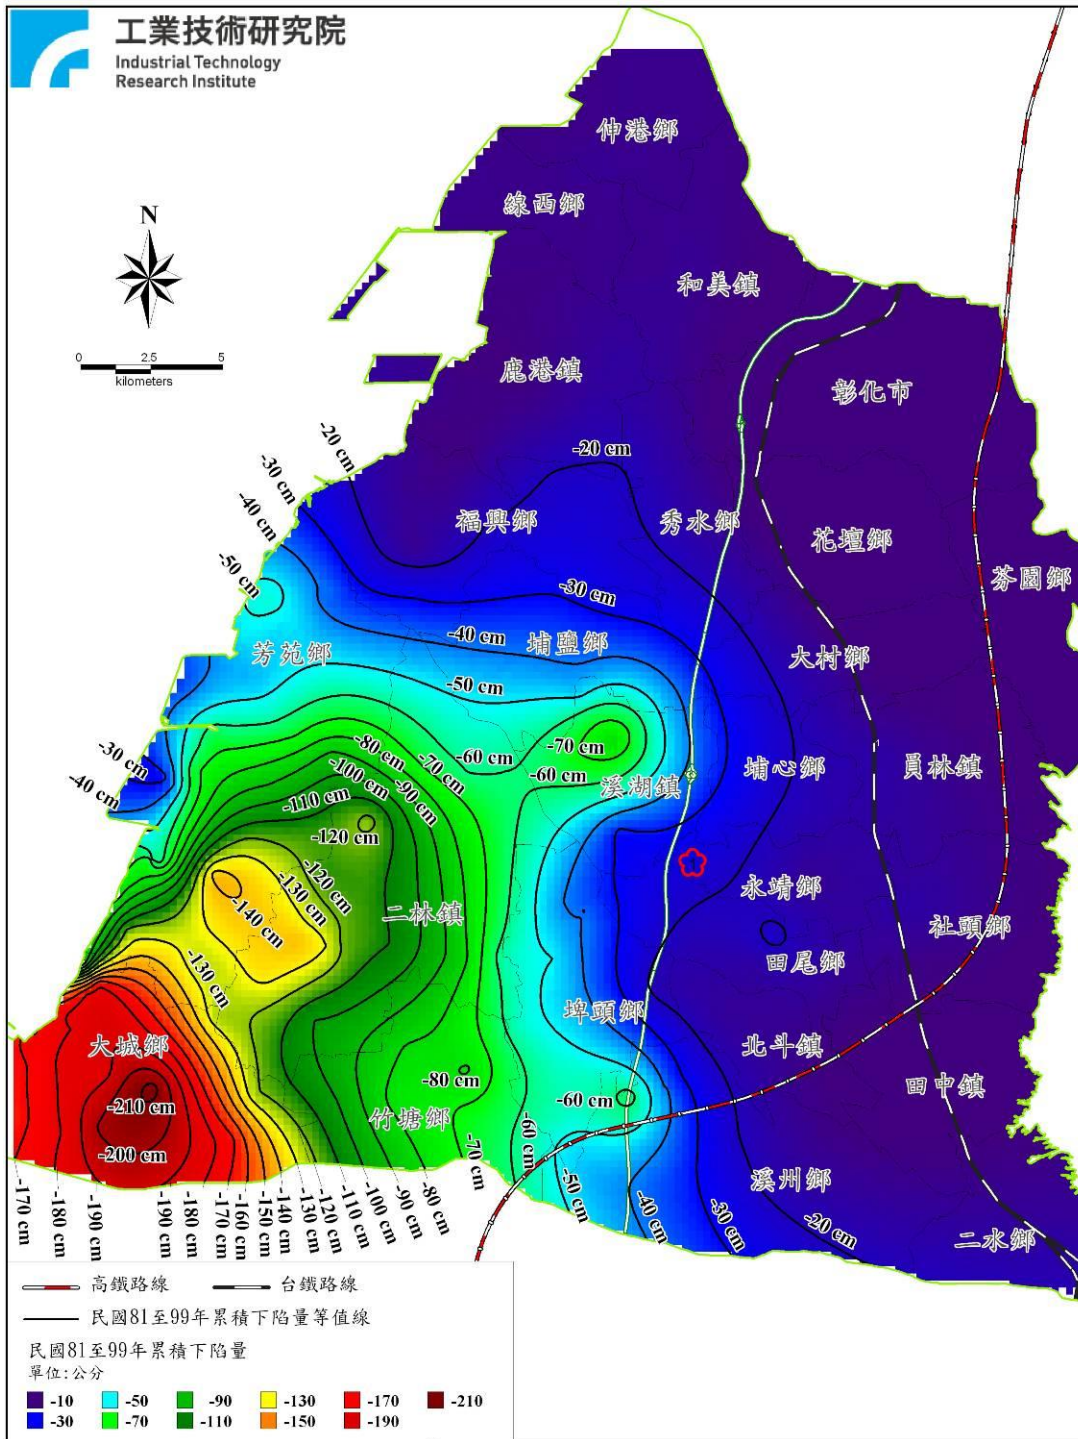 工業技術研究院
Industrial Technology
Research Institute
伸港鄉
線西鄉
N
和美鎮
0 2.5 5
kilometers
鹿港鎮
彰化市
-20 cm
-20 cm
-30 cm
-40 cm
福興鄉
秀水鄉
花壇鄉
-50 cm
-30 cm
芬園鄉
-40 cm
埔鹽鄉
芳苑鄉
大村鄉
-50 cm
-70 cm
-60 cm
-80 cm
-70 cm
-30 cm
-60 cm
埔心鄉
員林鎮
-100 cm
-90 cm
溪湖鎮
-40 cm
-110 cm
-120 cm
-120 cm
-130 cm
永靖鄉
-140 cm
二林鎮
社頭鄉
-130 cm
田尾鄉
埤頭鄉
大城鄉
北斗鎮
-80 cm
田中鎮
-210 cm
-60 cm
竹塘鄉
-200 cm
-60 cm
-70 cm
溪州鄉
-170 cm
-180 cm
-190 cm
-190 cm
-180 cm
-170 cm
-160 cm
-150 cm
-140 cm
-130 cm
-120 cm
-110 cm
-100 cm
-90 cm
-80 cm
-50 cm
-40 cm
-30 cm
-20 cm
二水鄉
高鐵路線 台鐵路線
民國81至99年累積下陷量等值線
民國81至99年累積下陷量
單位:公分
-10 -50 -90 -130 -170 -210
-30 -70 -110 -150 -190